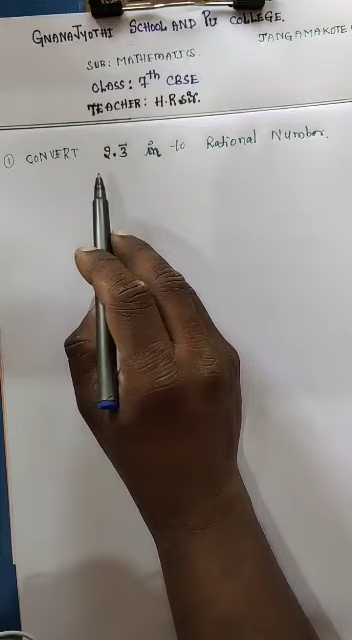 GNANAJYOTHI SCHOOL AND PU COLLEGE.
JANGAMAKOTE
SUB: MATHEMATICS
CLASS: 7th CBSE
TEACHER: H.R Sir.
① CONVERT 2.3̅ in to Rational Number.